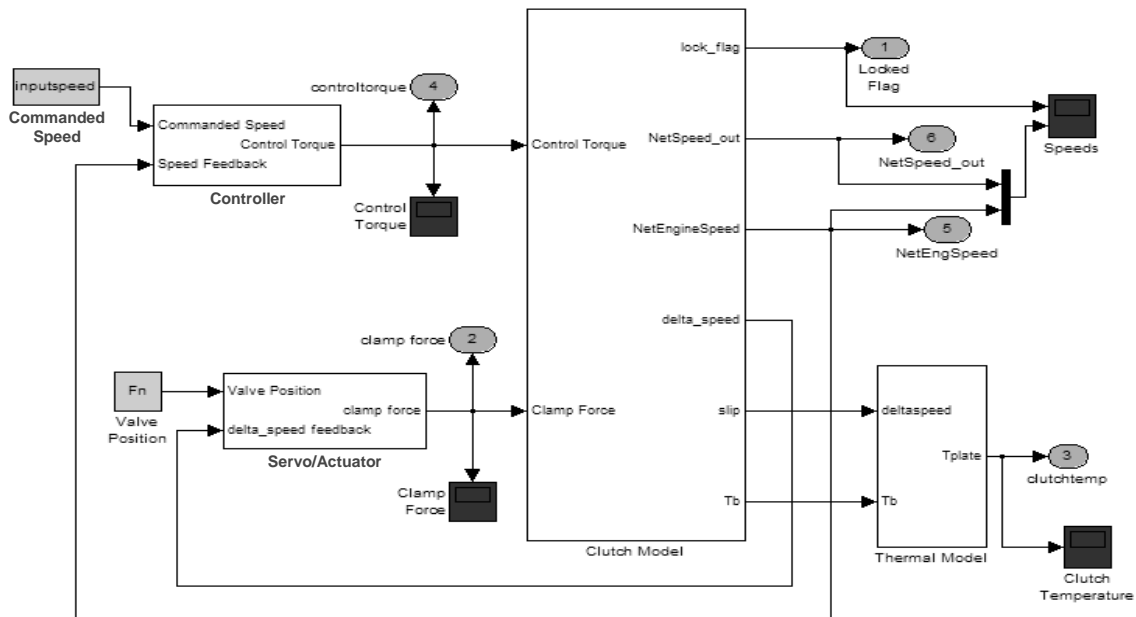 lock_flag
1
Locked
Flag
inputspeed
Commanded
Speed
controltorque
4
Commanded Speed
Control Torque
Speed Feedback
Controller
Control
Torque
Control Torque
NetSpeed_out
6
NetSpeed_out
Speeds
NetEngineSpeed
5
NetEngSpeed
delta_speed
clamp force
2
Fn
Valve
Position
Valve Position
clamp force
delta_speed feedback
Servo/Actuator
Clamp
Force
Clamp Force
slip
Tb
Clutch Model
deltaspeed
Tplate
Tb
Thermal Model
3
clutchtemp
Clutch
Temperature